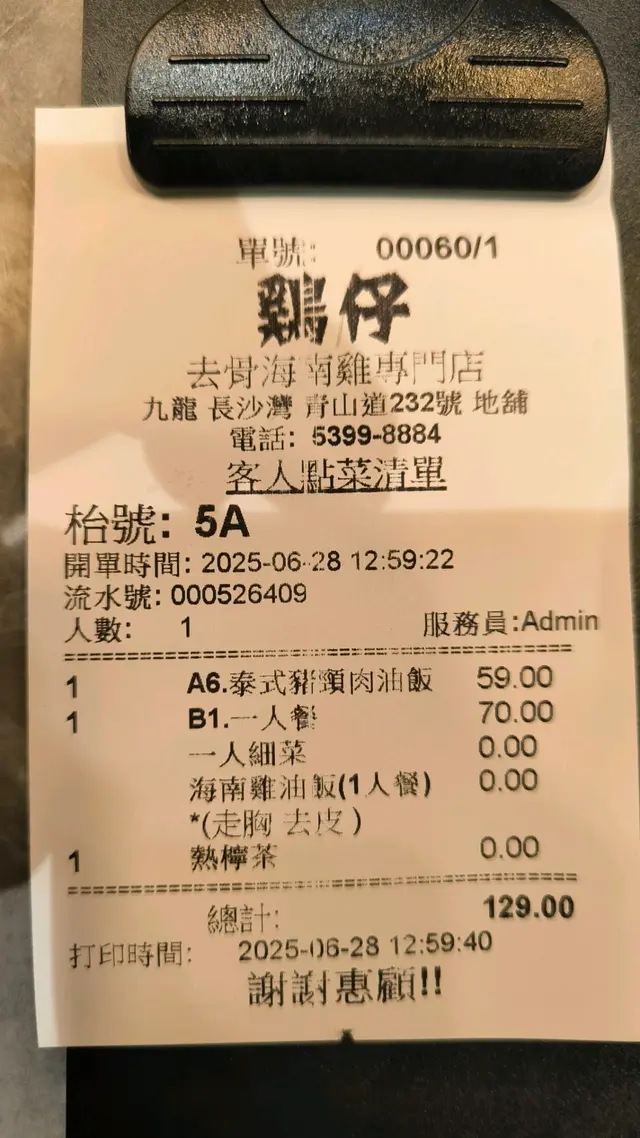 單號: 00060/1
鷄仔
去骨海南雞專門店
九龍 長沙灣 青山道232號 地舖
電話: 5399-8884
客人點菜清單
枱號: 5A
開單時間: 2025-06-28 12:59:22
流水號: 000526409
人數: 1 服務員:Admin
1 A6.泰式豬頸肉油飯 59.00
1 B1.一人餐 70.00
一人細菜 0.00
海南雞油飯(1人餐) 0.00
*(走胸 去皮 )
1 熱檸茶 0.00
總計: 129.00
打印時間: 2025-06-28 12:59:40
謝謝惠顧!!